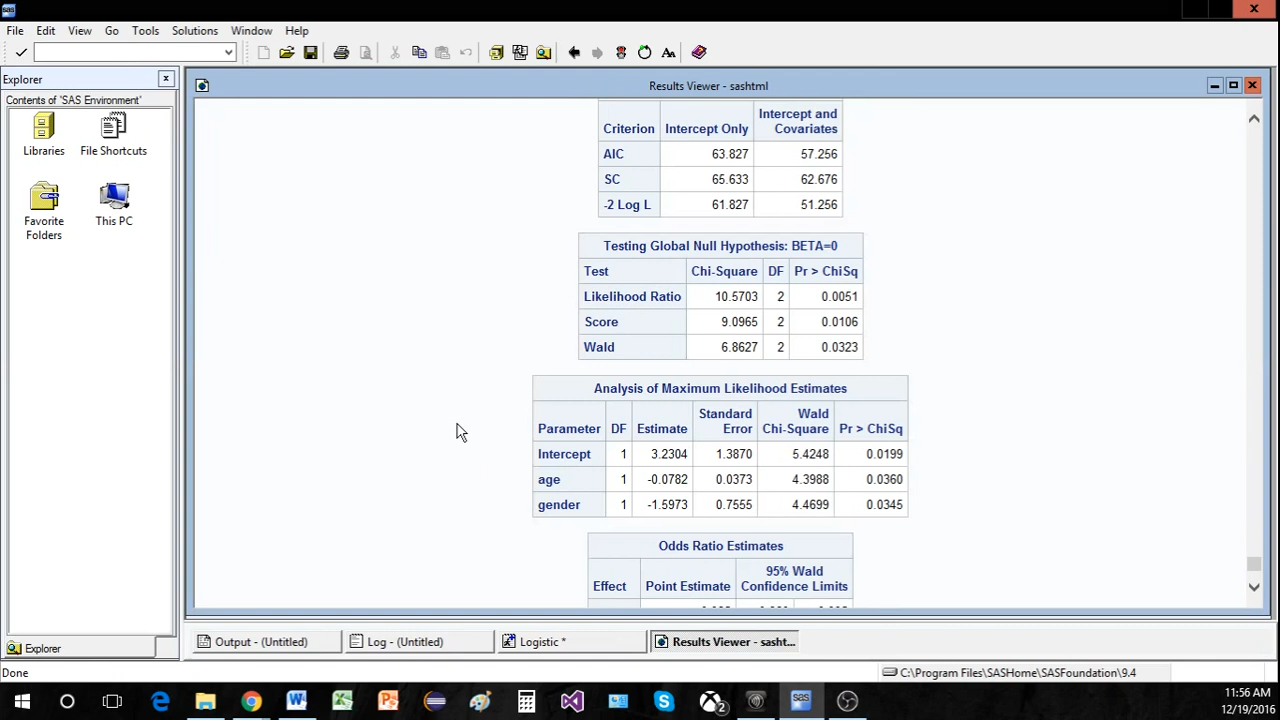 File Edit View Go Tools Solutions Window Help
Explorer
Contents of 'SAS Environment'
Libraries
File Shortcuts
Favorite
Folders
This PC
Explorer
Results Viewer - sashtml
Criterion Intercept Only Intercept and
Covariates
AIC 63.827 57.256
SC 65.633 62.676
-2 Log L 61.827 51.256
Testing Global Null Hypothesis: BETA=0
Test Chi-Square DF Pr > ChiSq
Likelihood Ratio 10.5703 2 0.0051
Score 9.0965 2 0.0106
Wald 6.8627 2 0.0323
Analysis of Maximum Likelihood Estimates
Parameter DF Estimate Standard
Error Wald
Chi-Square Pr > ChiSq
Intercept 1 3.2304 1.3870 5.4248 0.0199
age 1 -0.0782 0.0373 4.3988 0.0360
gender 1 -1.5973 0.7555 4.4699 0.0345
Odds Ratio Estimates
Effect Point Estimate 95% Wald
Confidence Limits
Output - (Untitled) Log - (Untitled) Logistic * Results Viewer - sasht...
Done C:\Program Files\SASHome\SASFoundation\9.4
11:56 AM
12/19/2016